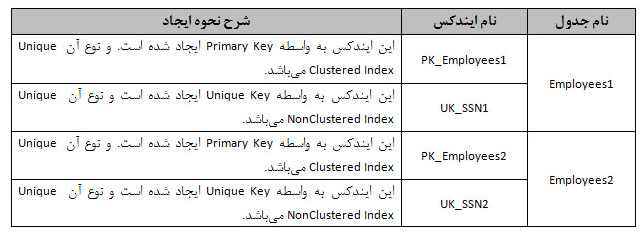 نام جدول نام ایندکس شرح نحوه ایجاد
Employees1
PK_Employees1
این ایندکس به واسطه Primary Key ایجاد شده است. و نوع آن Unique
Clustered Index می‌باشد.
UK_SSN1
این ایندکس به واسطه Unique Key ایجاد شده است و نوع آن Unique
NonClustered Index می‌باشد.
Employees2
PK_Employees2
این ایندکس به واسطه Primary Key ایجاد شده است. و نوع آن Unique
Clustered Index می‌باشد.
UK_SSN2
این ایندکس به واسطه Unique Key ایجاد شده است و نوع آن Unique
NonClustered Index می‌باشد.